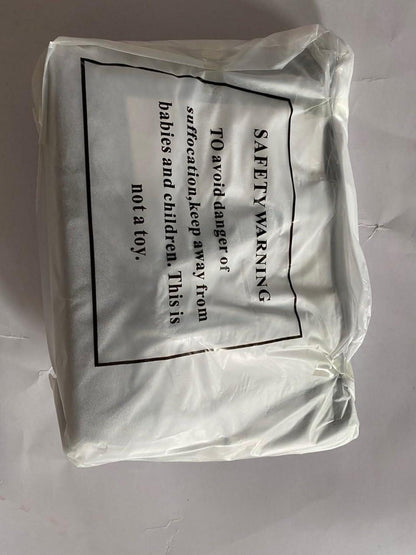 SAFETY WARNING
TO avoid danger of
suffocation,keep away from
babies and children. This is
not a toy.